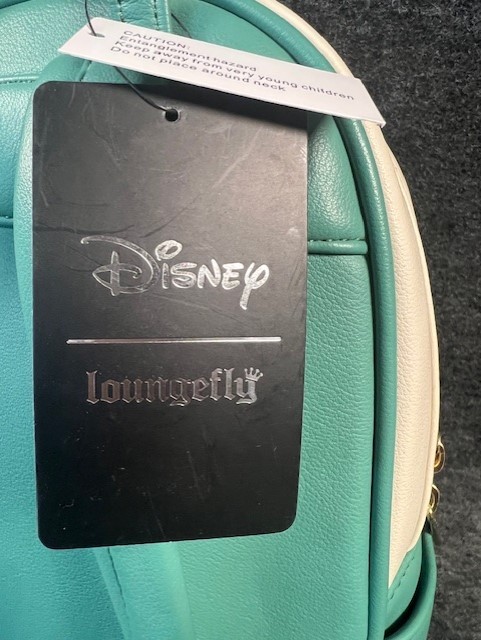 CAUTION:
Entanglement hazard
Keep away from very young children
Do not place around neck
Disney
loungefly